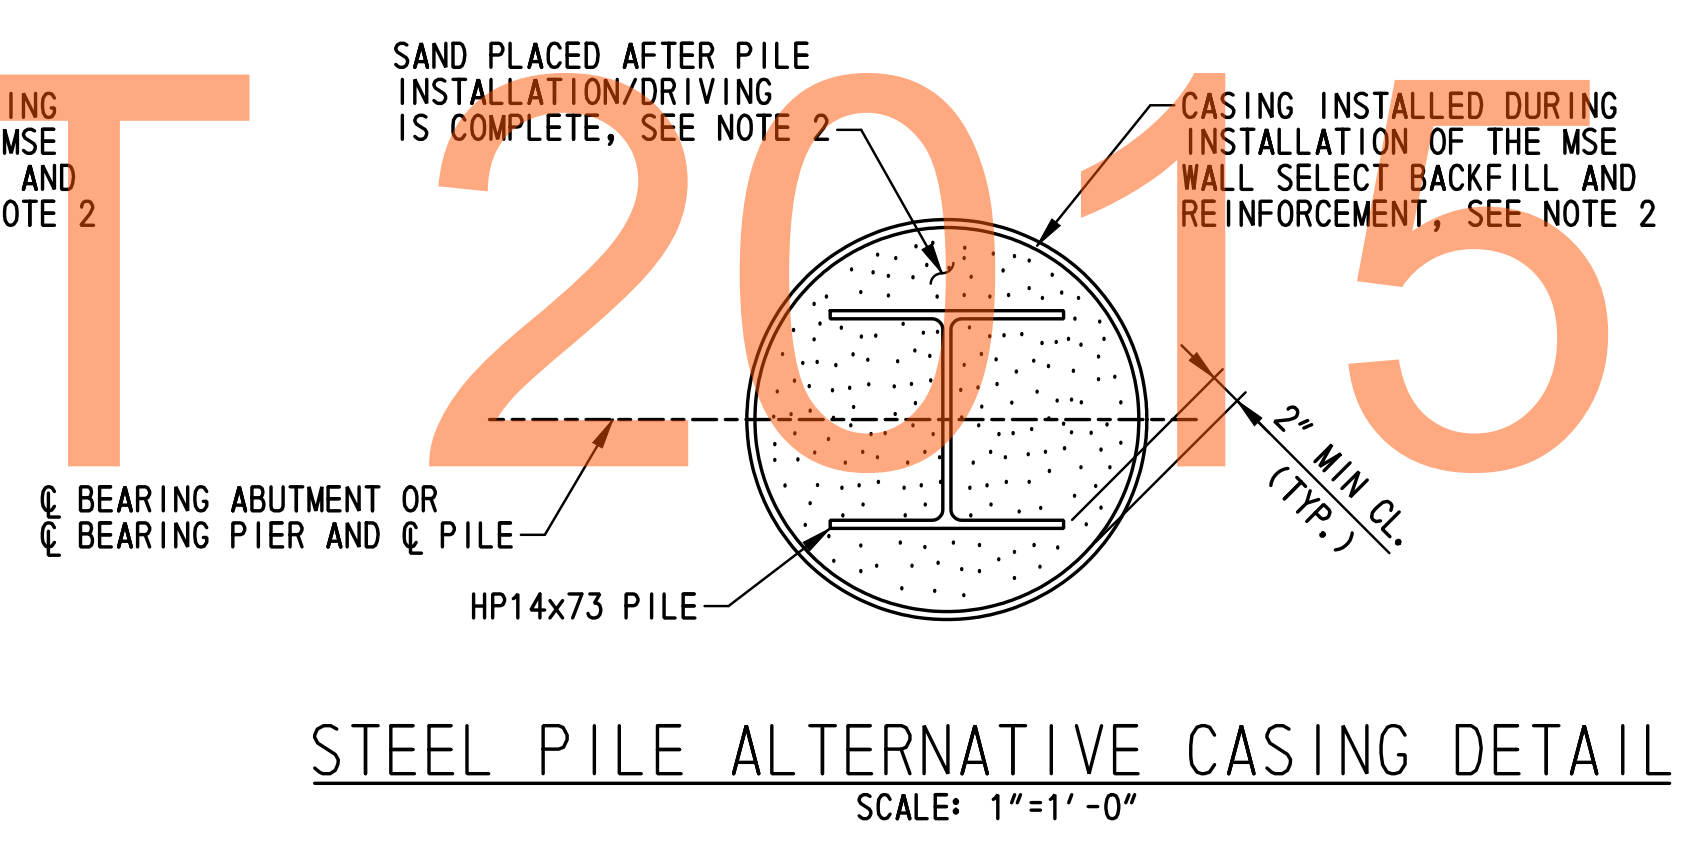 SAND PLACED AFTER PILE
INSTALLATION/DRIVING
IS COMPLETE, SEE NOTE 2
ING
MSE
AND
OTE 2
CASING INSTALLED DURING
INSTALLATION OF THE MSE
WALL SELECT BACKFILL AND
REINFORCEMENT, SEE NOTE 2
T 2015
2" MIN CL.
(TYP.)
℄ BEARING ABUTMENT OR
℄ BEARING PIER AND ℄ PILE
HP14x73 PILE
STEEL PILE ALTERNATIVE CASING DETAIL
SCALE: 1"=1'-0"